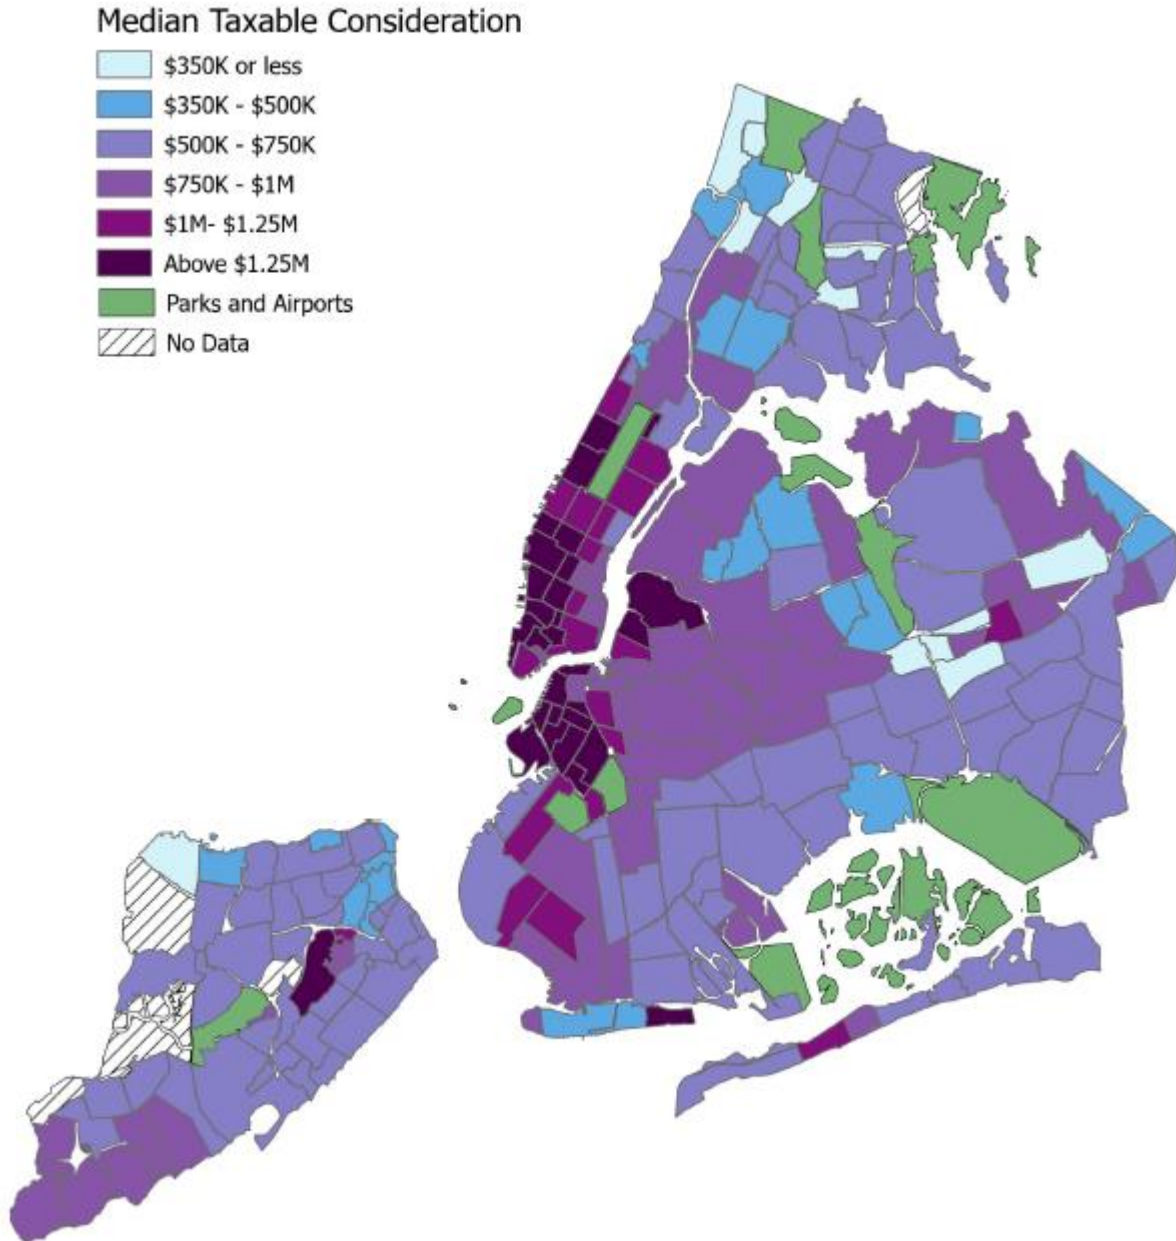 Median Taxable Consideration
$350K or less
$350K - $500K
$500K - $750K
$750K - $1M
$1M- $1.25M
Above $1.25M
Parks and Airports
No Data